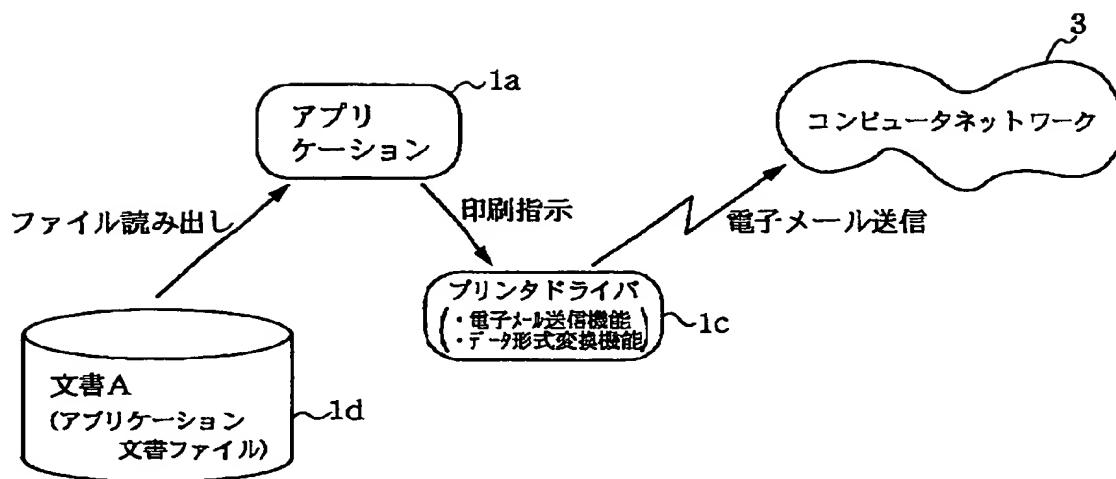 3
1a
アプリ
ケーション
コンピュータネットワーク
ファイル読み出し
印刷指示
電子メール送信
プリンタドライバ
(・電子メール送信機能
・データ形式変換機能)
1c
文書A
(アプリケーション
文書ファイル)
1d